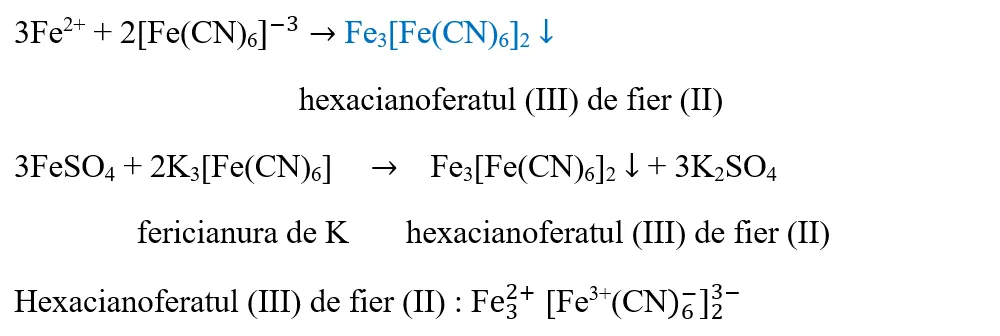 3Fe²⁺ + 2[Fe(CN)₆]⁻³ → Fe₃[Fe(CN)₆]₂ ↓
hexacianoferatul (III) de fier (II)
3FeSO₄ + 2K₃[Fe(CN)₆] → Fe₃[Fe(CN)₆]₂ ↓ + 3K₂SO₄
fericianura de K hexacianoferatul (III) de fier (II)
Hexacianoferatul (III) de fier (II) : Fe₃²⁺ [Fe³⁺(CN)₆⁻]₂³⁻